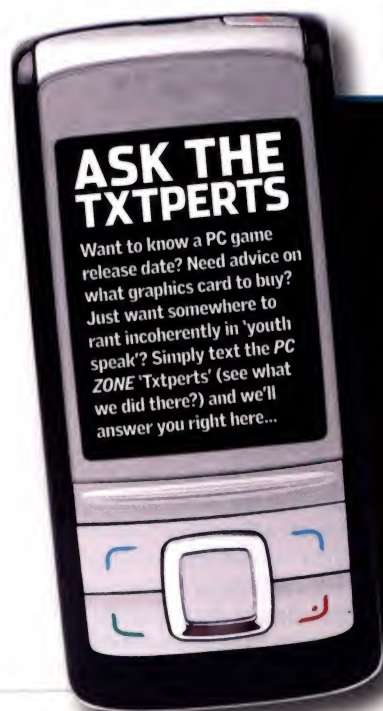 ASK THE
TXTPERTS
Want to know a PC game
release date? Need advice on
what graphics card to buy?
Just want somewhere to
rant incoherently in 'youth
speak'? Simply text the PC
ZONE 'Txtperts' (see what
we did there?) and we'll
answer you right here...